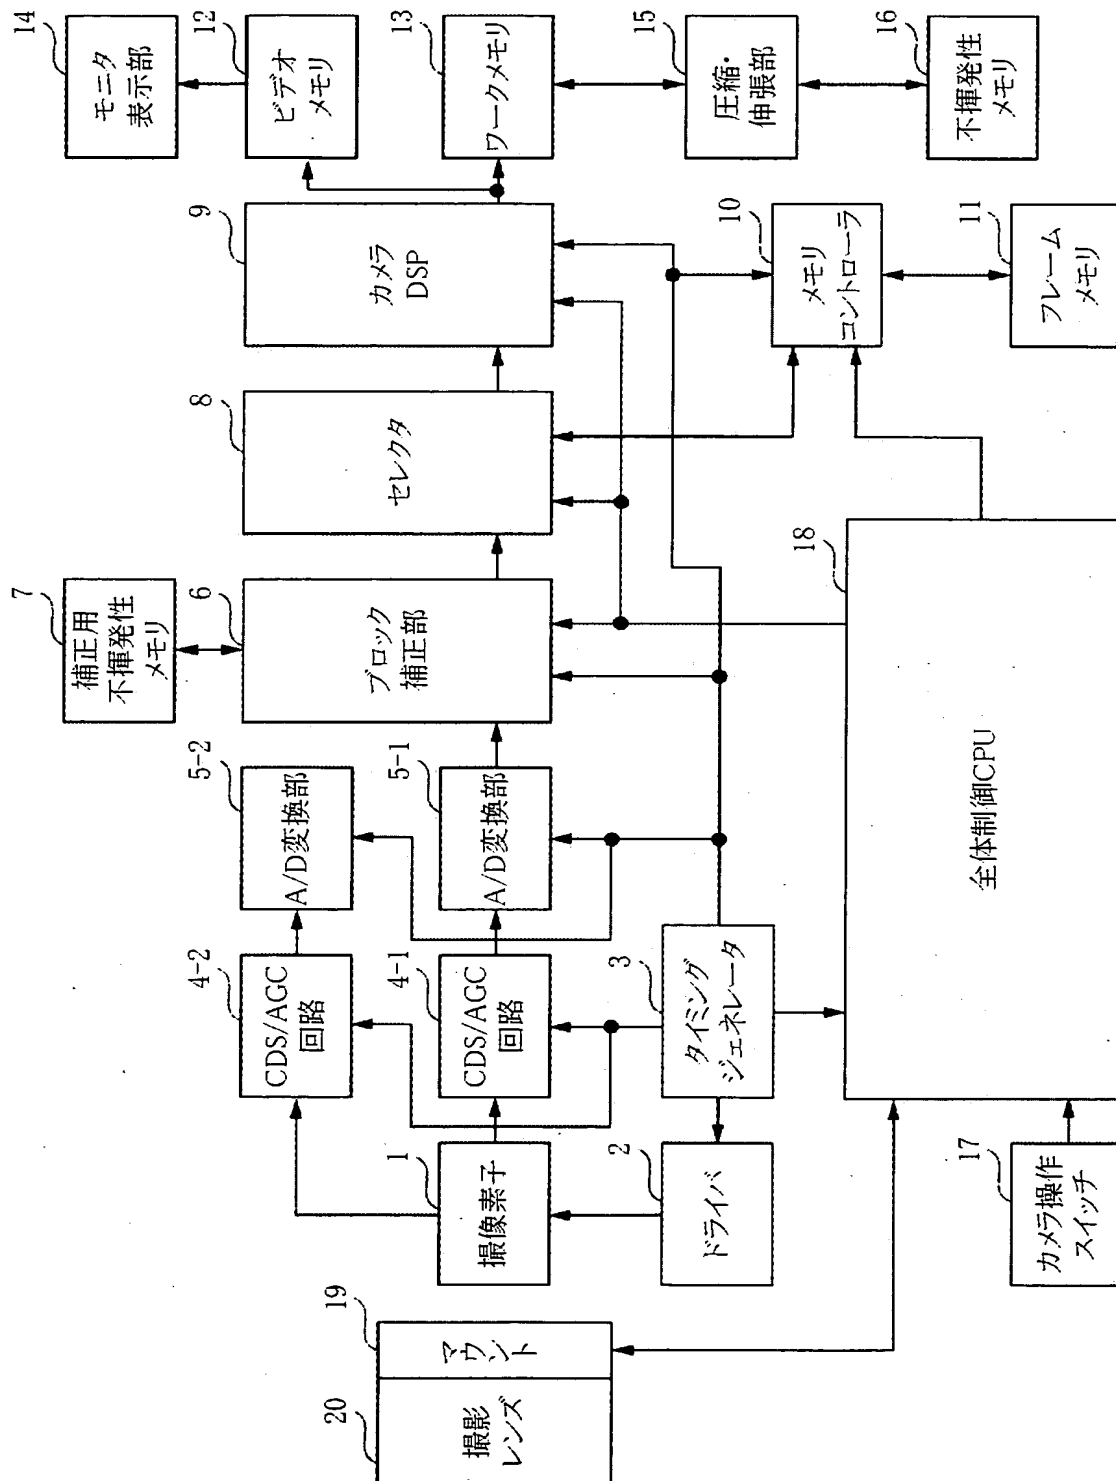 20
撮影
レンズ
19
マウント
1
撮像素子
2
ドライバ
3
タイミング
ジェネレータ
4-2
CDS/AGC
回路
4-1
CDS/AGC
回路
5-2
A/D変換部
5-1
A/D変換部
7
補正用
不揮発性
メモリ
6
ブロック
補正部
8
セレクタ
9
カメラ
DSP
14
モニタ
表示部
12
ビデオ
メモリ
13
ワークメモリ
15
圧縮・
伸張部
16
不揮発性
メモリ
10
メモリ
コントローラ
11
フレーム
メモリ
18
全体制御CPU
17
カメラ操作
スイッチ